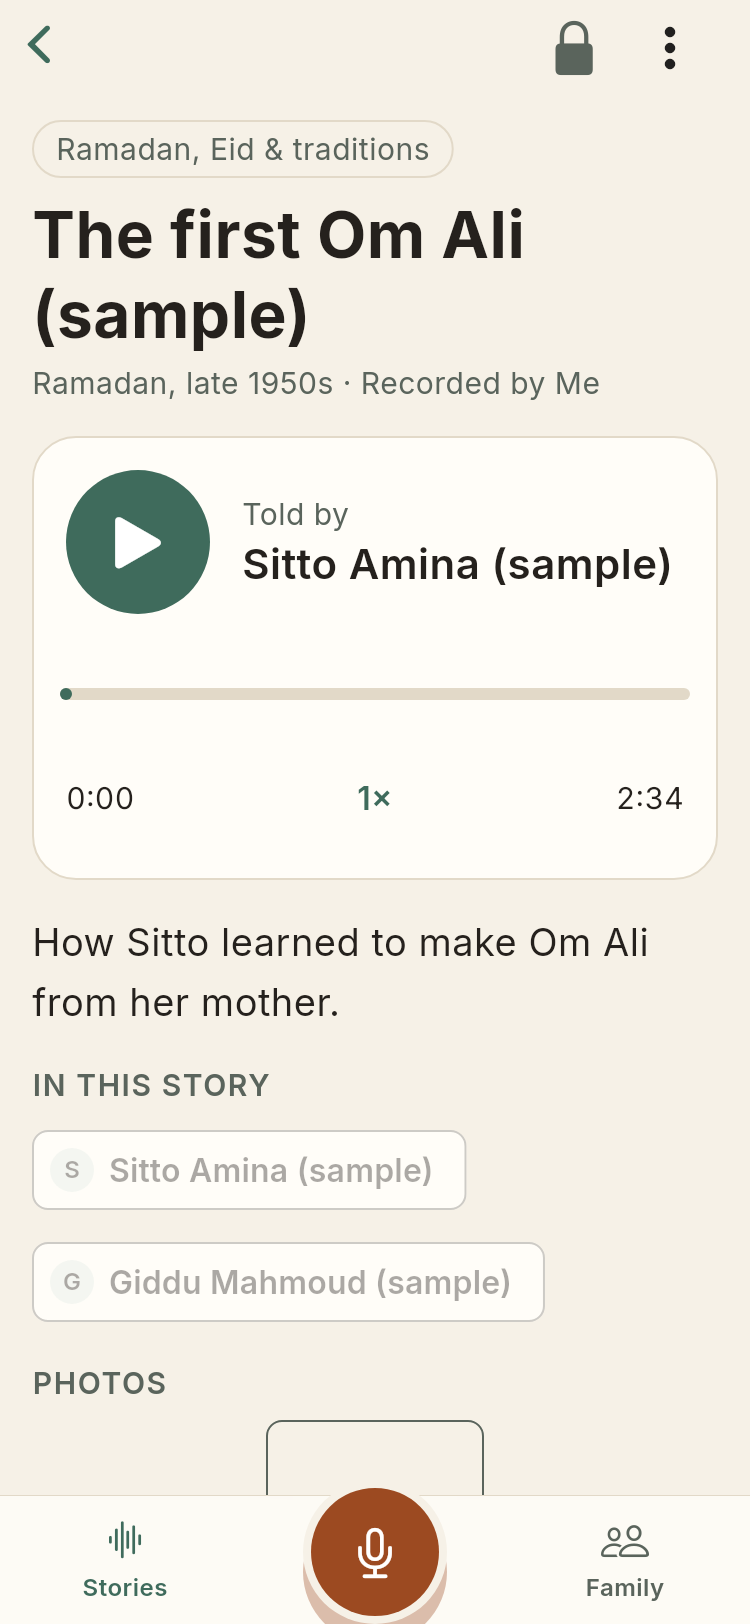 Ramadan, Eid & traditions
The first Om Ali
(sample)
Ramadan, late 1950s · Recorded by Me
Told by
Sitto Amina (sample)
0:00 1× 2:34
How Sitto learned to make Om Ali
from her mother.
IN THIS STORY
S Sitto Amina (sample)
G Giddu Mahmoud (sample)
PHOTOS
Stories Family